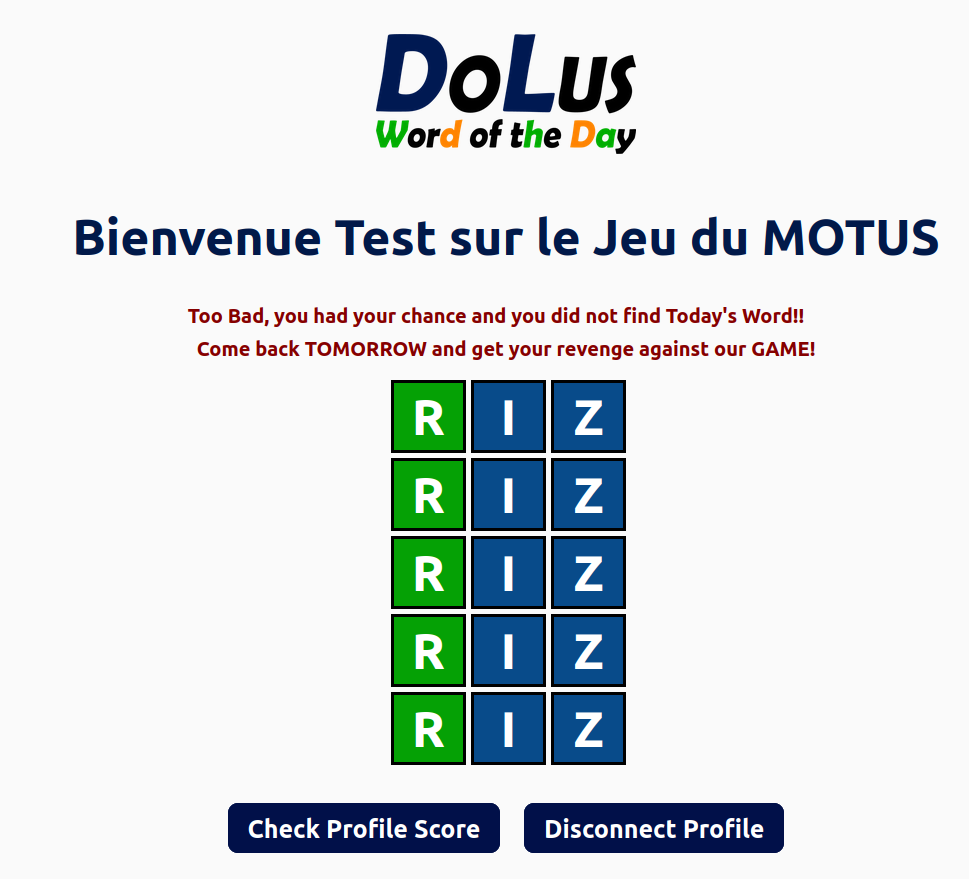 DoLus
Word of the Day
Bienvenue Test sur le Jeu du MOTUS
Too Bad, you had your chance and you did not find Today's Word!!
Come back TOMORROW and get your revenge against our GAME!
R I Z
R I Z
R I Z
R I Z
R I Z
Check Profile Score Disconnect Profile